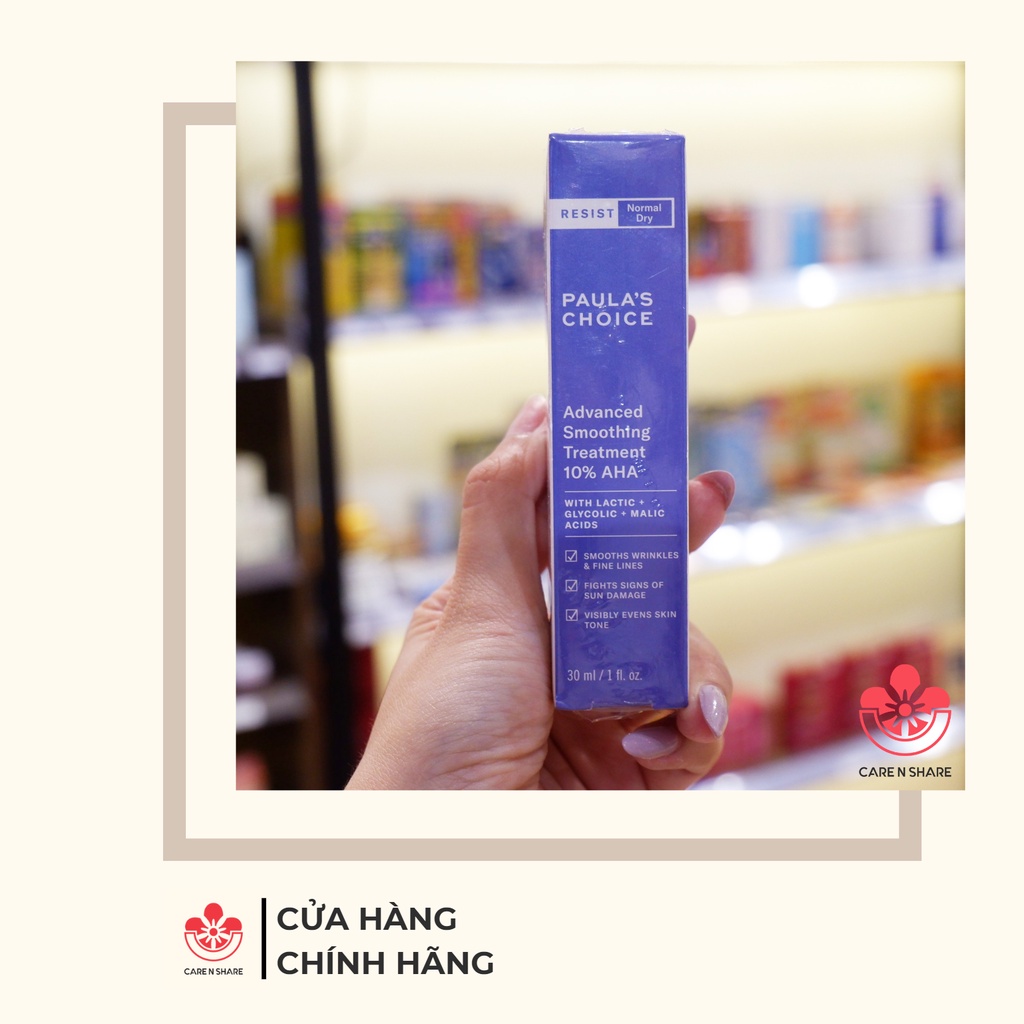 RESIST
Normal
Dry
PAULA'S
CHOICE
Advanced
Smoothing
Treatment
10% AHA
WITH LACTIC +
GLYCOLIC + MALIC
ACIDS
SMOOTHS WRINKLES
& FINE LINES
FIGHTS SIGNS OF
SUN DAMAGE
VISIBLY EVENS SKIN
TONE
30 ml / 1 fl. oz.
CARE N SHARE
CARE N SHARE
CỬA HÀNG
CHÍNH HÃNG